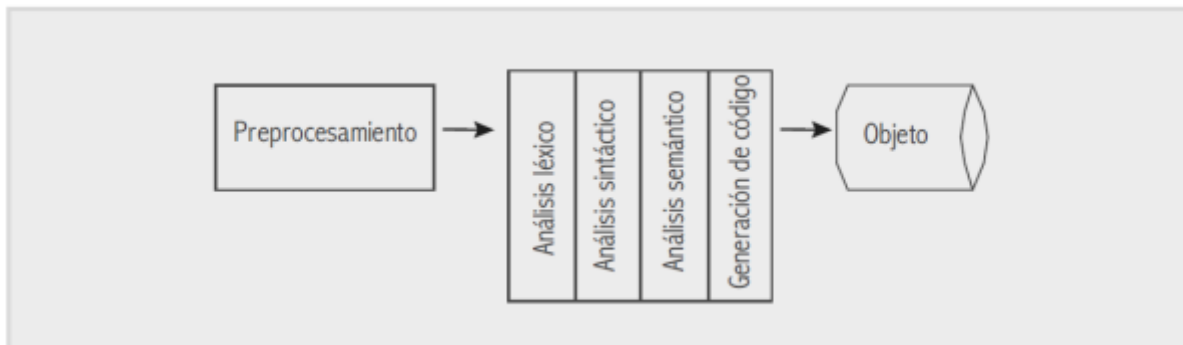 Preprocesamiento
Análisis léxico
Análisis sintáctico
Análisis semántico
Generación de código
Objeto